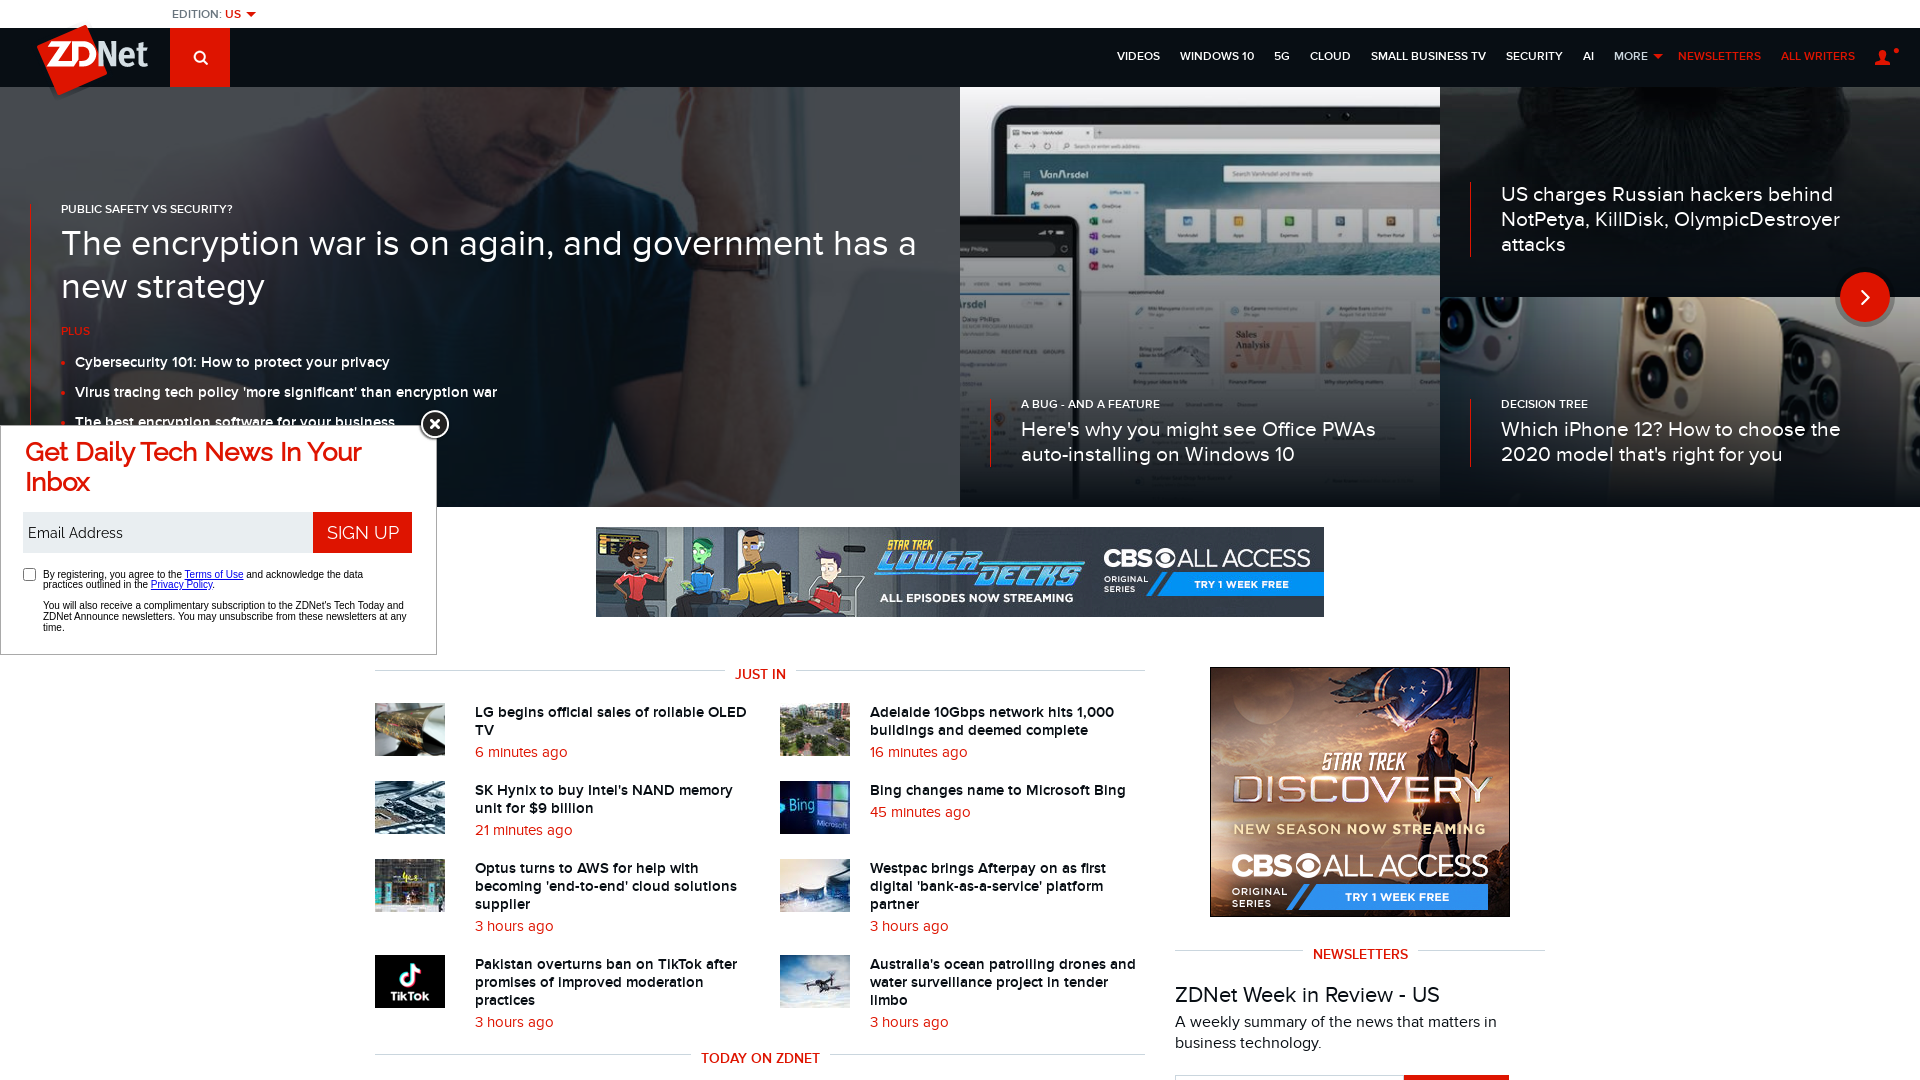 EDITION: US
ZDNet
VIDEOS
WINDOWS 10
5G
CLOUD
SMALL BUSINESS TV
SECURITY
AI
MORE
NEWSLETTERS
ALL WRITERS
PUBLIC SAFETY VS SECURITY?
The encryption war is on again, and government has a
new strategy
PLUS
Cybersecurity 101: How to protect your privacy
Virus tracing tech policy 'more significant' than encryption war
The best encryption software for your business
A BUG - AND A FEATURE
Here's why you might see Office PWAs
auto-installing on Windows 10
US charges Russian hackers behind
NotPetya, KillDisk, OlympicDestroyer
attacks
DECISION TREE
Which iPhone 12? How to choose the
2020 model that's right for you
VanArsdel
Search VanArsdel and the web
Apps
Sales
Analysis
Get Daily Tech News In Your
Inbox
Email Address
SIGN UP
By registering, you agree to the Terms of Use and acknowledge the data
practices outlined in the Privacy Policy.
You will also receive a complimentary subscription to the ZDNet's Tech Today and
ZDNet Announce newsletters. You may unsubscribe from these newsletters at any
time.
STAR TREK
LOWER DECKS
ALL EPISODES NOW STREAMING
CBS ALL ACCESS
ORIGINAL
SERIES
TRY 1 WEEK FREE
JUST IN
LG begins official sales of rollable OLED
TV
6 minutes ago
Adelaide 10Gbps network hits 1,000
buildings and deemed complete
16 minutes ago
SK Hynix to buy Intel's NAND memory
unit for $9 billion
21 minutes ago
Bing
Microsoft
Bing changes name to Microsoft Bing
45 minutes ago
Optus turns to AWS for help with
becoming 'end-to-end' cloud solutions
supplier
3 hours ago
Westpac brings Afterpay on as first
digital 'bank-as-a-service' platform
partner
3 hours ago
TikTok
Pakistan overturns ban on TikTok after
promises of improved moderation
practices
3 hours ago
Australia's ocean patrolling drones and
water surveillance project in tender
limbo
3 hours ago
TODAY ON ZDNET
STAR TREK
DISCOVERY
NEW SEASON NOW STREAMING
CBS ALL ACCESS
ORIGINAL
SERIES
TRY 1 WEEK FREE
NEWSLETTERS
ZDNet Week in Review - US
A weekly summary of the news that matters in
business technology.